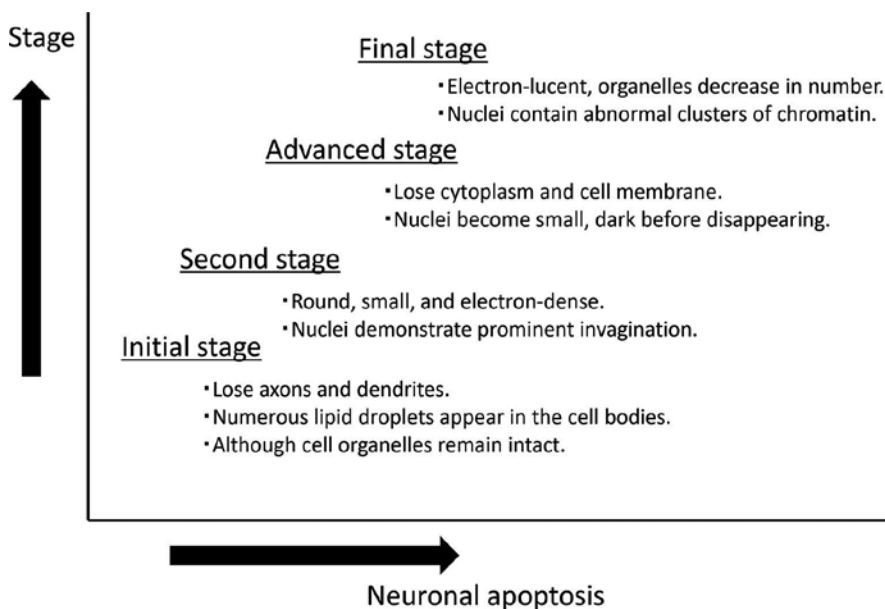 Stage
Final stage
・Electron-lucent, organelles decrease in number.
・Nuclei contain abnormal clusters of chromatin.
Advanced stage
・Lose cytoplasm and cell membrane.
・Nuclei become small, dark before disappearing.
Second stage
・Round, small, and electron-dense.
・Nuclei demonstrate prominent invagination.
Initial stage
・Lose axons and dendrites.
・Numerous lipid droplets appear in the cell bodies.
・Although cell organelles remain intact.
Neuronal apoptosis